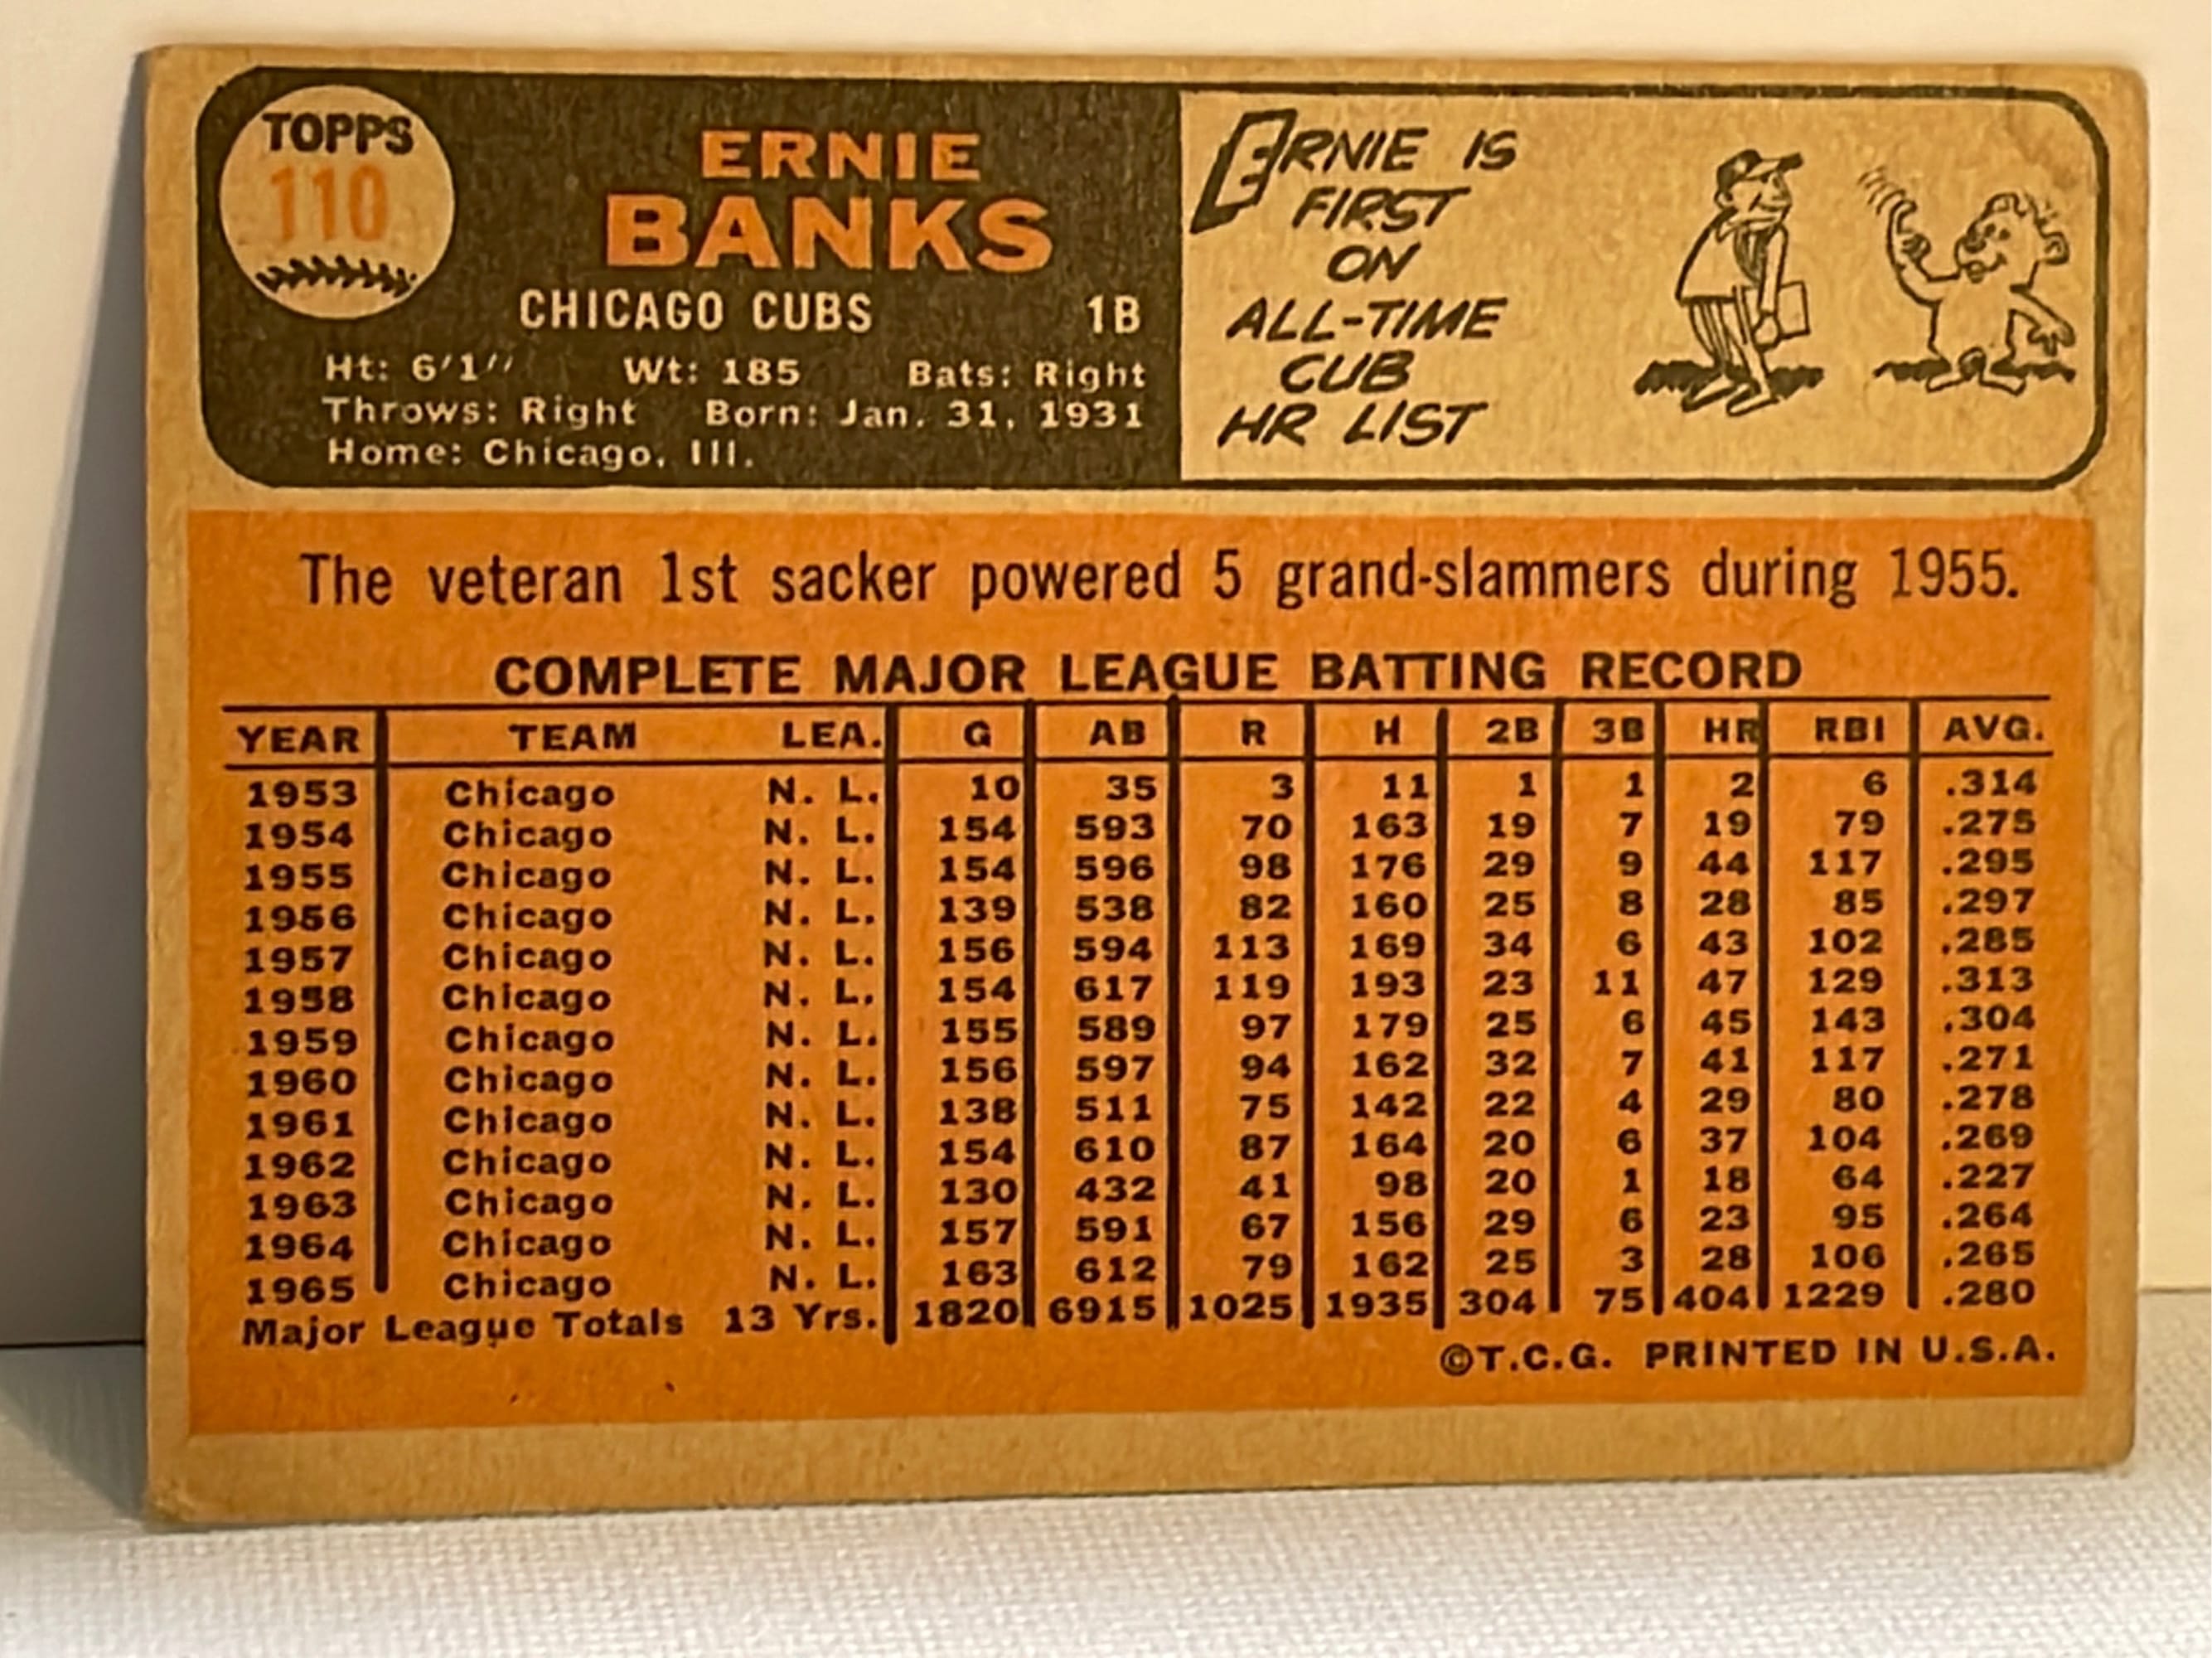 TOPPS
110
ERNIE
BANKS
CHICAGO CUBS 1B
Ht: 6'1" Wt: 185 Bats: Right
Throws: Right Born: Jan. 31, 1931
Home: Chicago, Ill.
ERNIE IS
FIRST
ON
ALL-TIME
CUB
HR LIST
The veteran 1st sacker powered 5 grand-slammers during 1955.
COMPLETE MAJOR LEAGUE BATTING RECORD
YEAR TEAM LEA. G AB R H 2B 3B HR RBI AVG.
1953 Chicago N. L. 10 35 3 11 1 1 2 6 .314
1954 Chicago N. L. 154 593 70 163 19 7 19 79 .275
1955 Chicago N. L. 154 596 98 176 29 9 44 117 .295
1956 Chicago N. L. 139 538 82 160 25 8 28 85 .297
1957 Chicago N. L. 156 594 113 169 34 6 43 102 .285
1958 Chicago N. L. 154 617 119 193 23 11 47 129 .313
1959 Chicago N. L. 155 589 97 179 25 6 45 143 .304
1960 Chicago N. L. 156 597 94 162 32 7 41 117 .271
1961 Chicago N. L. 138 511 75 142 22 4 29 80 .278
1962 Chicago N. L. 154 610 87 164 20 6 37 104 .269
1963 Chicago N. L. 130 432 41 98 20 1 18 64 .227
1964 Chicago N. L. 157 591 67 156 29 6 23 95 .264
1965 Chicago N. L. 163 612 79 162 25 3 28 106 .265
Major League Totals 13 Yrs. 1820 6915 1025 1935 304 75 404 1229 .280
©T.C.G. PRINTED IN U.S.A.